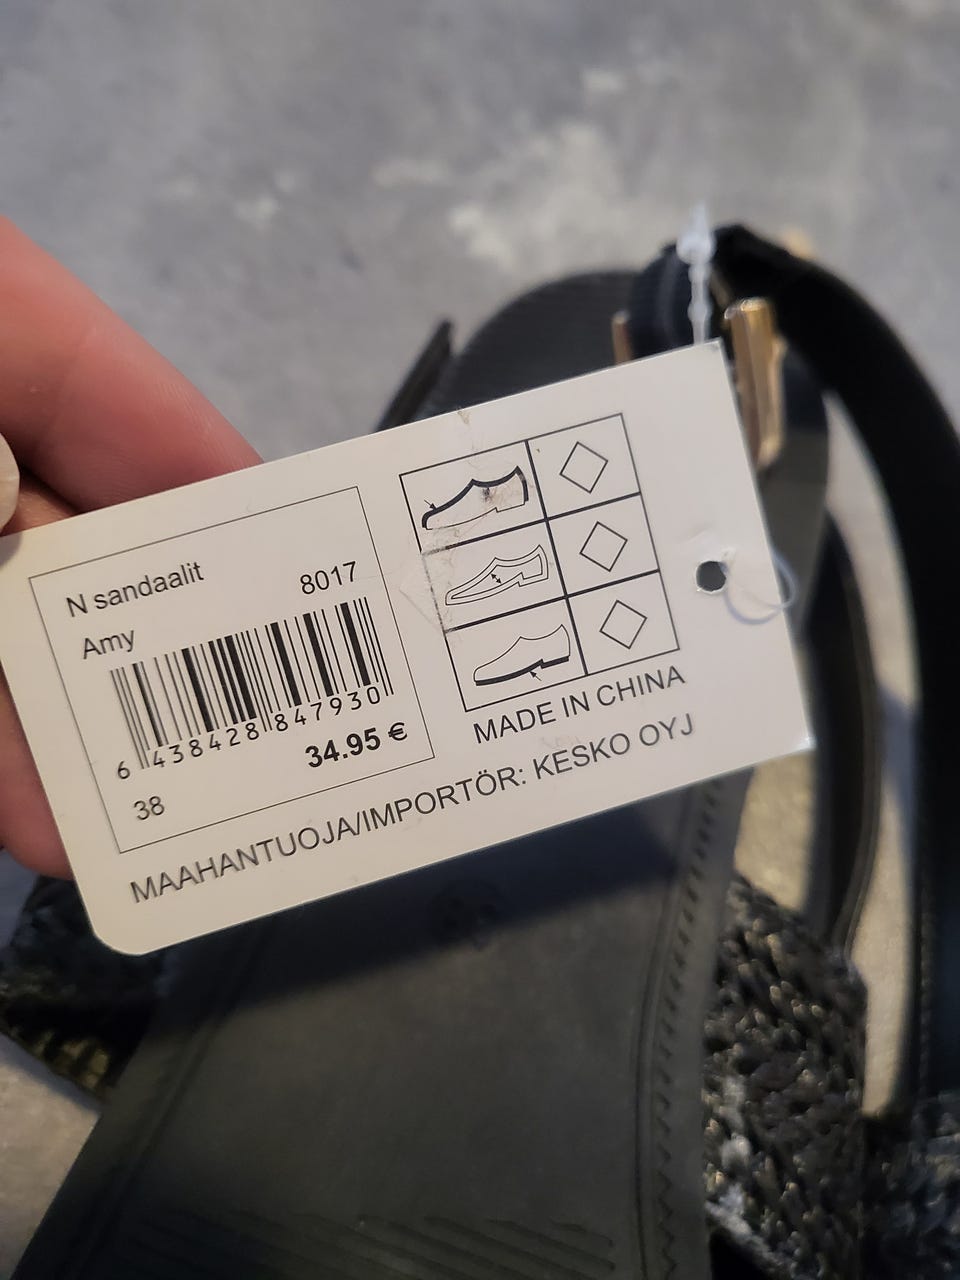 N sandaalit
8017
Amy
6 438428 847930
34.95 €
38
MADE IN CHINA
MAAHANTUOJA/IMPORTÖR: KESKO OYJ